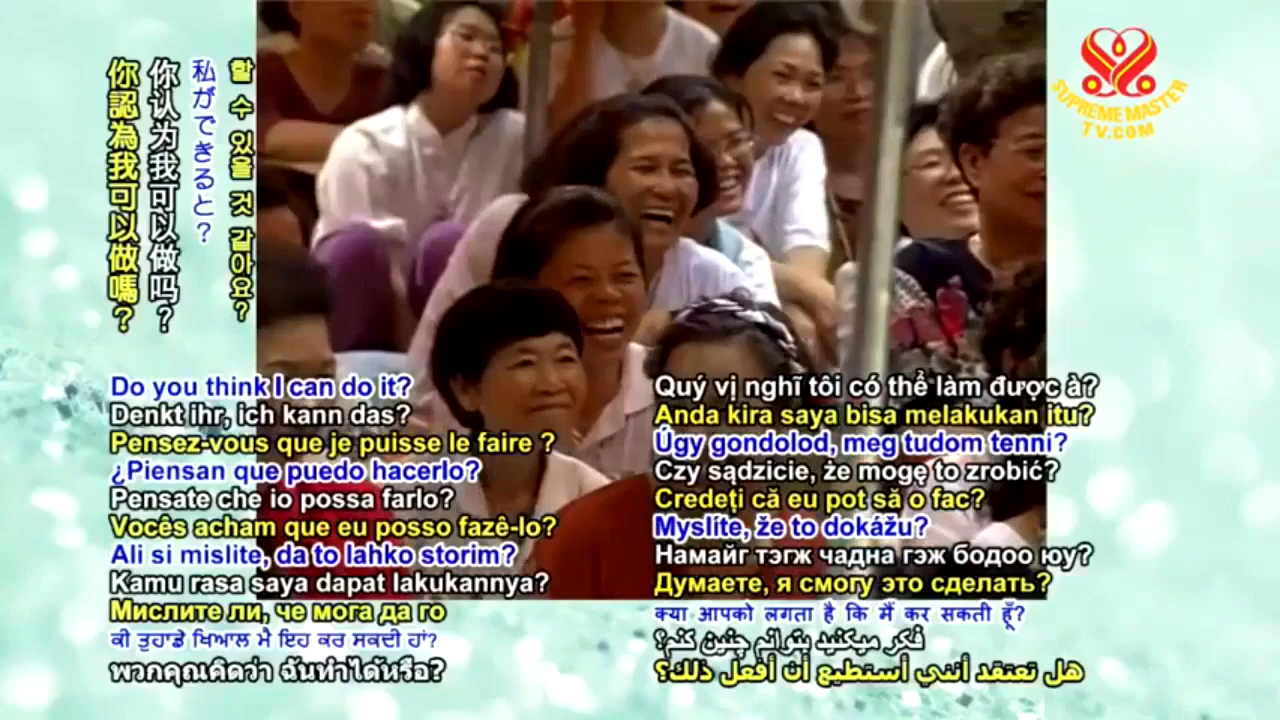 你認為我可以做嗎？
你认为我可以做吗？
私ができると？
할 수 있을 것 같아요?
SUPREME MASTER
TV.COM
Do you think I can do it?
Denkt ihr, ich kann das?
Pensez-vous que je puisse le faire ?
¿Piensan que puedo hacerlo?
Pensate che io possa farlo?
Vocês acham que eu posso fazê-lo?
Ali si mislite, da to lahko storim?
Kamu rasa saya dapat lakukannya?
Мислите ли, че мога да го
ਕੀ ਤੁਹਾਡੇ ਖਿਆਲ ਮੈ ਇਹ ਕਰ ਸਕਦੀ ਹਾਂ?
พวกคุณคิดว่า ฉันทำได้หรือ?
Quý vị nghĩ tôi có thể làm được à?
Anda kira saya bisa melakukan itu?
Úgy gondolod, meg tudom tenni?
Czy sądzicie, że mogę to zrobić?
Credeți că eu pot să o fac?
Myslíte, že to dokážu?
Намайг тэгж чадна гэж бодоо юу?
Думаете, я смогу это сделать?
क्या आपको लगता है कि मैं कर सकती हूँ?
فکر میکنید بتوانم چنین کنم؟
هل تعتقد أنني أستطيع أن أفعل ذلك؟